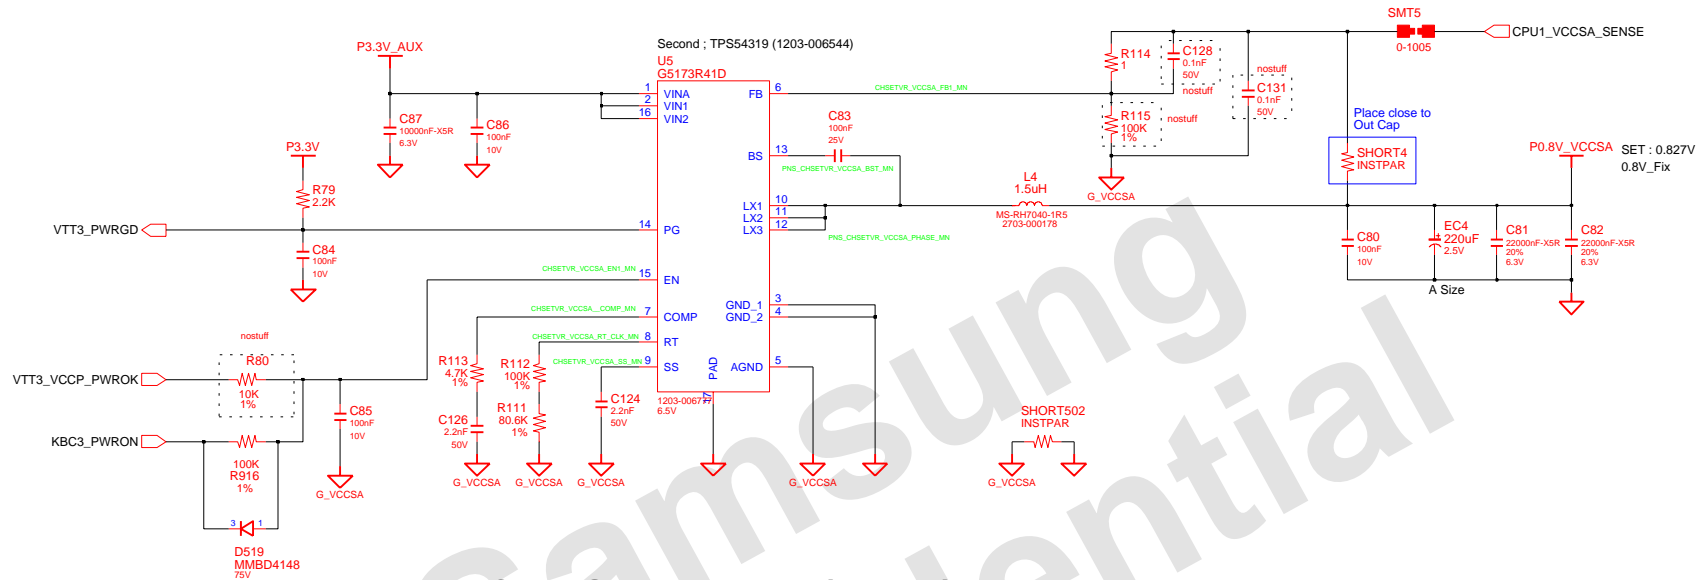 SMT5
0-1005
CPU1_VCCSA_SENSE
P3.3V_AUX
Second ; TPS54319 (1203-006544)
U5
G5173R41D
1 VINA
2 VIN1
16 VIN2
FB 6
CHSETVR_VCCSA_FB1_MN
R114
1
C128
0.1nF
50V
nostuff
nostuff
C131
0.1nF
50V
R115
100K
1%
nostuff
G_VCCSA
C87
10000nF-X5R
6.3V
C86
100nF
10V
C83
100nF
25V
BS 13
PNS_CHSETVR_VCCSA_BST_MN
Place close to
Out Cap
SHORT4
INSTPAR
P0.8V_VCCSA
SET : 0.827V
0.8V_Fix
P3.3V
R79
2.2K
L4
1.5uH
MS-RH7040-1R5
2703-000178
LX1 10
LX2 11
LX3 12
PNS_CHSETVR_VCCSA_PHASE_MN
VTT3_PWRGD
14 PG
C84
100nF
10V
C80
100nF
10V
EC4
220uF
2.5V
A Size
C81
22000nF-X5R
20%
6.3V
C82
22000nF-X5R
20%
6.3V
CHSETVR_VCCSA_EN1_MN
15 EN
GND_1 3
GND_2 4
CHSETVR_VCCSA__COMP_MN
7 COMP
CHSETVR_VCCSA_RT_CLK_MN
8 RT
CHSETVR_VCCSA_SS_MN
9 SS
AGND 5
PAD
17
1203-00671
6.5V
nostuff
R80
10K
1%
VTT3_VCCP_PWROK
KBC3_PWRON
100K
R916
1%
3 1
D519
MMBD4148
75V
C85
100nF
10V
G_VCCSA
R113
4.7K
1%
C126
2.2nF
50V
G_VCCSA
R112
100K
1%
R111
80.6K
1%
G_VCCSA
C124
2.2nF
50V
G_VCCSA
G_VCCSA
SHORT502
INSTPAR
G_VCCSA
Samsung